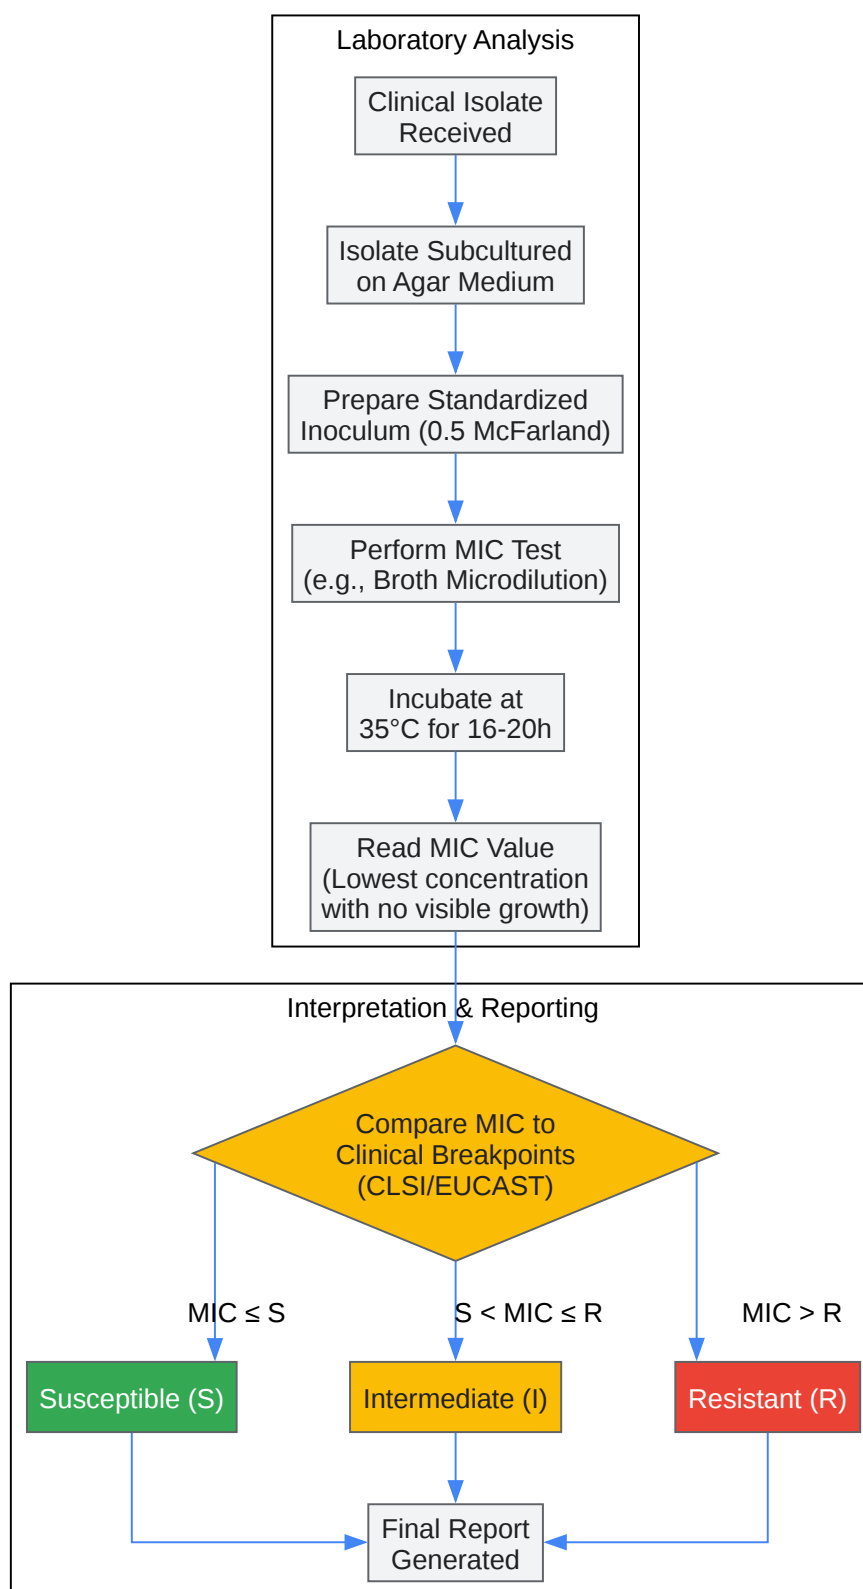 Laboratory Analysis
Clinical Isolate
Received
Isolate Subcultured
on Agar Medium
Prepare Standardized
Inoculum (0.5 McFarland)
Perform MIC Test
(e.g., Broth Microdilution)
Incubate at
35°C for 16-20h
Read MIC Value
(Lowest concentration
with no visible growth)
Interpretation & Reporting
Compare MIC to
Clinical Breakpoints
(CLSI/EUCAST)
MIC ≤ S
S < MIC ≤ R
MIC > R
Susceptible (S)
Intermediate (I)
Resistant (R)
Final Report
Generated